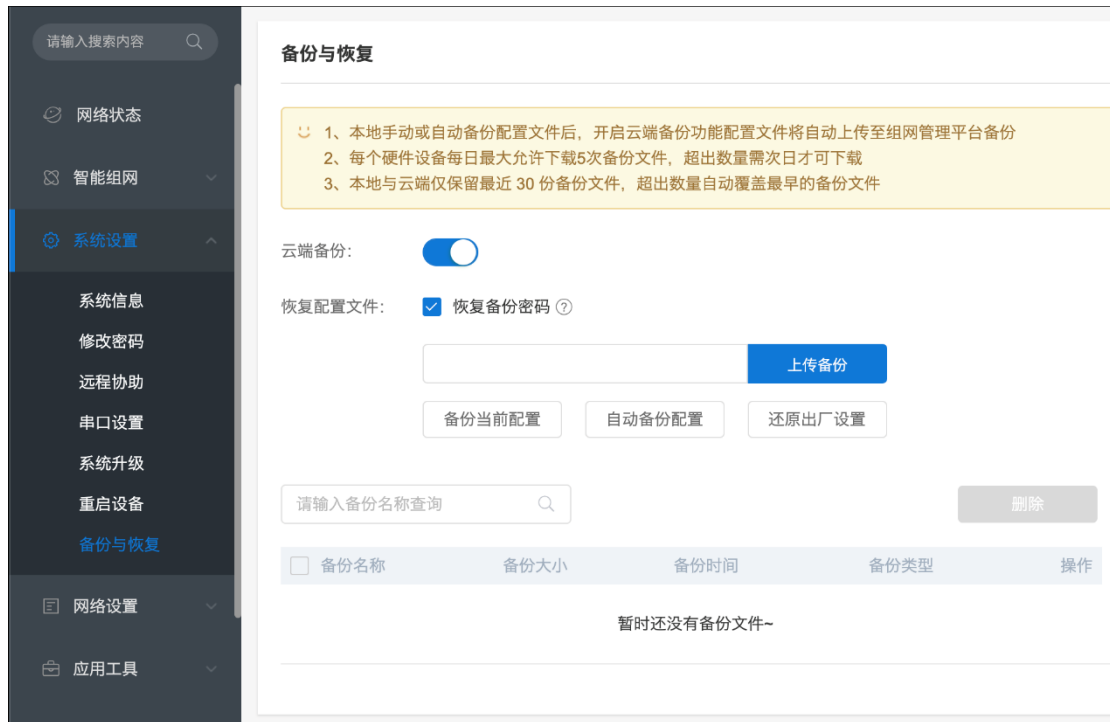 请输入搜索内容
网络状态
智能组网
系统设置
系统信息
修改密码
远程协助
串口设置
系统升级
重启设备
备份与恢复
网络设置
应用工具
备份与恢复
1、本地手动或自动备份配置文件后，开启云端备份功能配置文件将自动上传至组网管理平台备份
2、每个硬件设备每日最大允许下载5次备份文件，超出数量需次日才可下载
3、本地与云端仅保留最近 30 份备份文件，超出数量自动覆盖最早的备份文件
云端备份：
恢复配置文件： 恢复备份密码 ?
上传备份
备份当前配置 自动备份配置 还原出厂设置
请输入备份名称查询 删除
备份名称 备份大小 备份时间 备份类型 操作
暂时还没有备份文件~